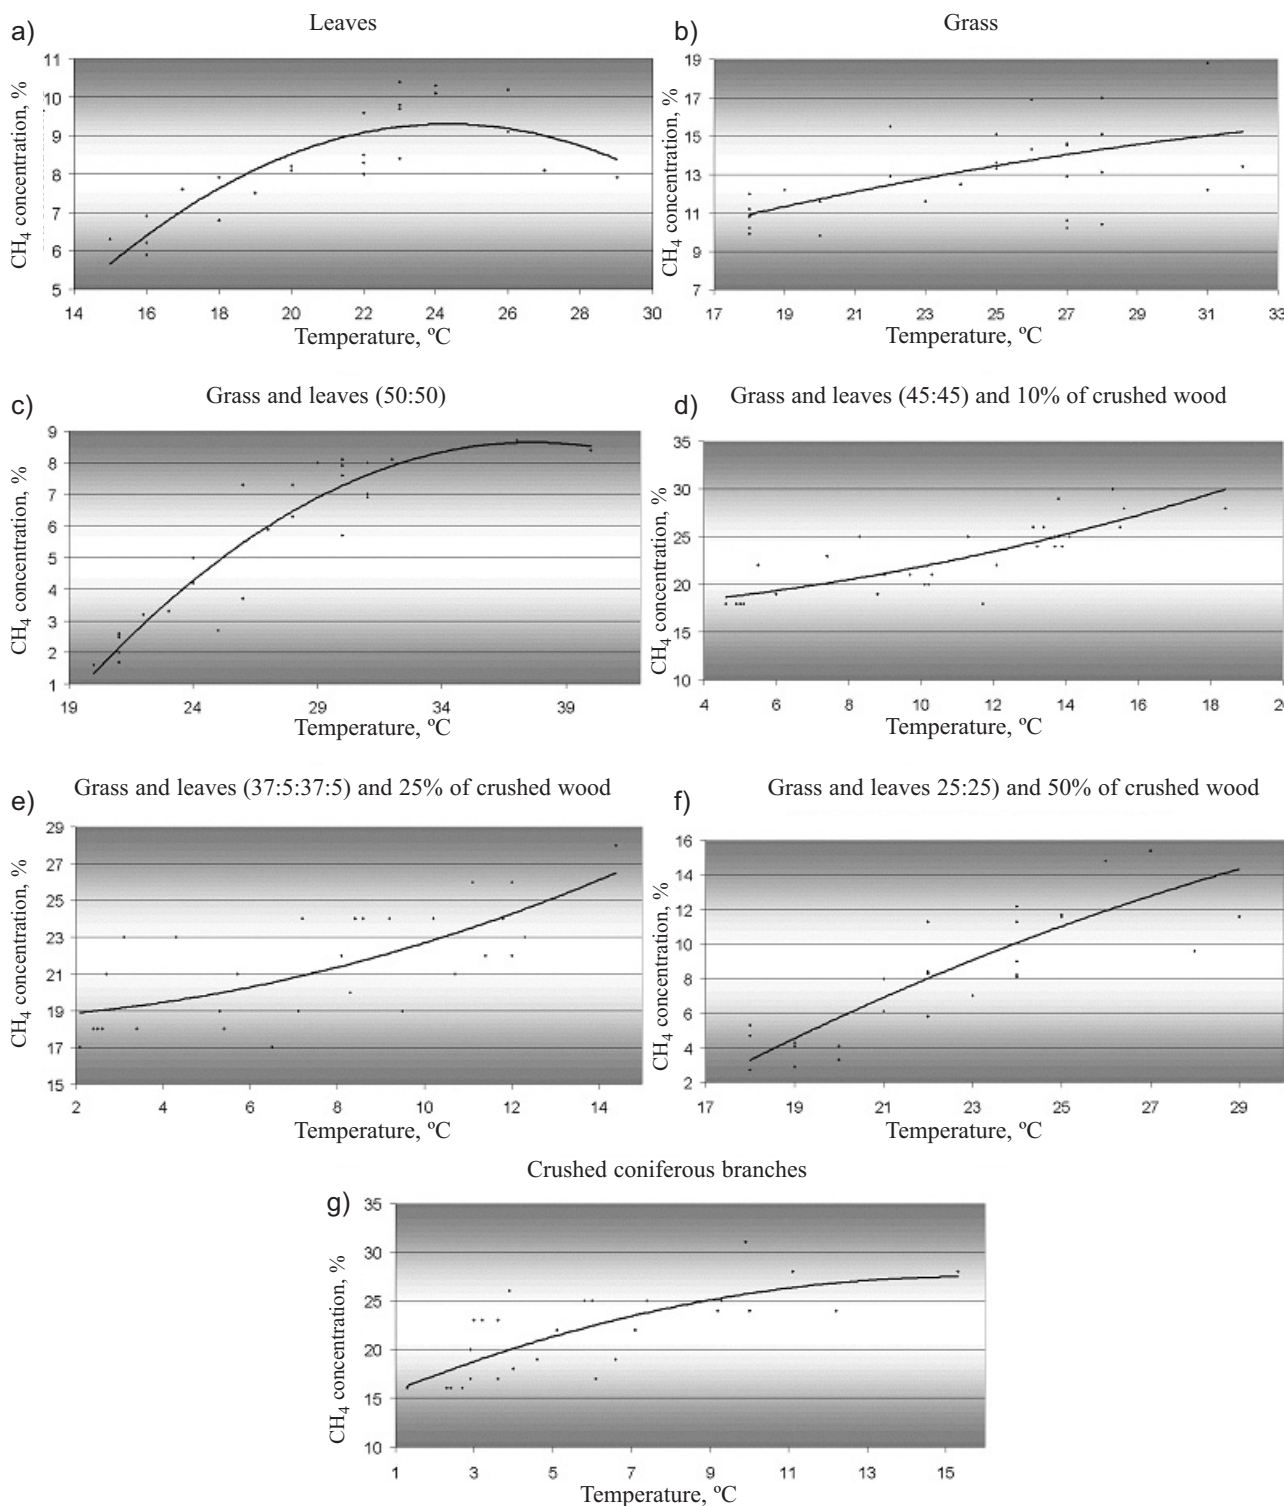 a)
Leaves
CH4 concentration, %
11
10
9
8
7
6
5
14 16 18 20 22 24 26 28 30
Temperature, ºC
b)
Grass
CH4 concentration, %
19
17
15
13
11
9
7
17 19 21 23 25 27 29 31 33
Temperature, ºC
c)
Grass and leaves (50:50)
CH4 concentration, %
9
8
7
6
5
4
3
2
1
19 24 29 34 39
Temperature, ºC
d)
Grass and leaves (45:45) and 10% of crushed wood
CH4 concentration, %
35
30
25
20
15
10
4 6 8 10 12 14 16 18 20
Temperature, ºC
e)
Grass and leaves (37:5:37:5) and 25% of crushed wood
CH4 concentration, %
29
27
25
23
21
19
17
15
2 4 6 8 10 12 14
Temperature, ºC
f)
Grass and leaves 25:25) and 50% of crushed wood
CH4 concentration, %
16
14
12
10
8
6
4
2
17 19 21 23 25 27 29
Temperature, ºC
g)
Crushed coniferous branches
CH4 concentration, %
35
30
25
20
15
10
1 3 5 7 9 11 13 15
Temperature, ºC